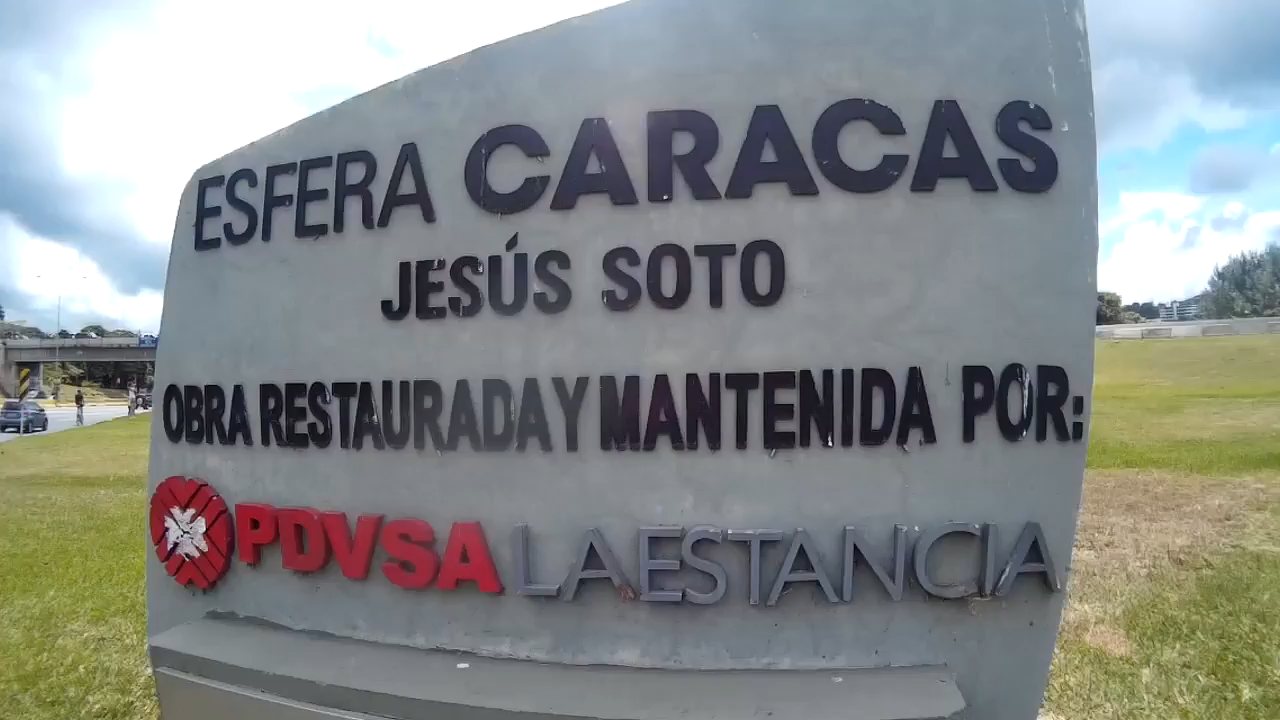 ESFERA CARACAS
JESÚS SOTO
OBRA RESTAURADA Y MANTENIDA POR:
PDVSA LA ESTANCIA